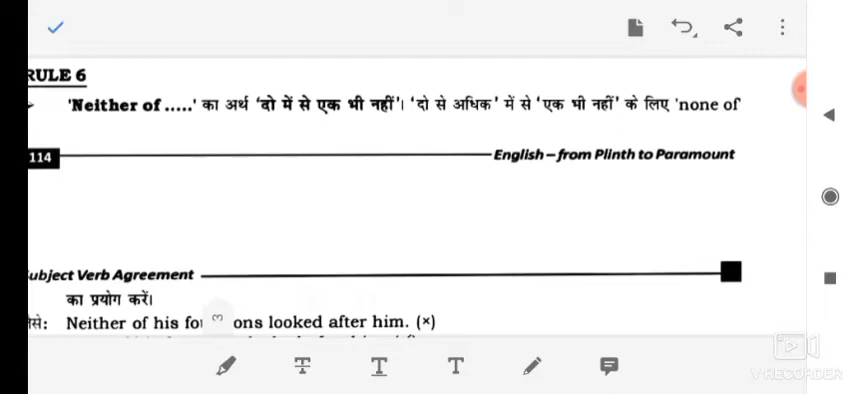 RULE 6
'Neither of .....' का अर्थ 'दो में से एक भी नहीं'। 'दो से अधिक' में से 'एक भी नहीं' के लिए 'none of
114 English – from Plinth to Paramount
ubject Verb Agreement
का प्रयोग करें।
Neither of his ons looked after him. (×)
V RECORDER